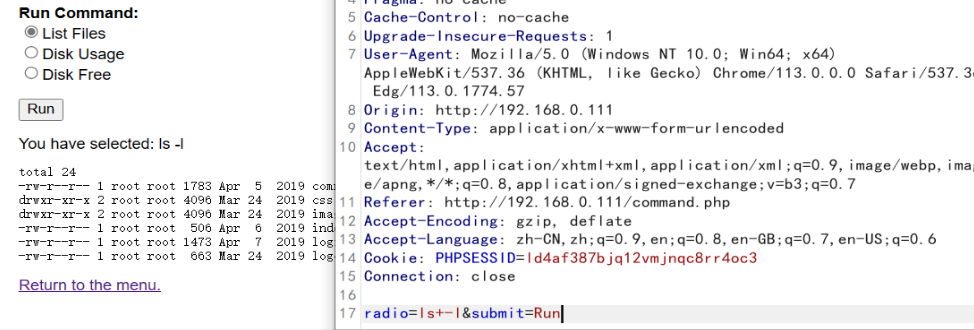 Run Command:
List Files
Disk Usage
Disk Free
Run
You have selected: ls -l
total 24
-rw-r--r-- 1 root root 1783 Apr 5 2019 com
drwxr-xr-x 2 root root 4096 Mar 24 2019 css
drwxr-xr-x 2 root root 4096 Mar 24 2019 ima
-rw-r--r-- 1 root root 506 Apr 6 2019 ind
-rw-r--r-- 1 root root 1473 Apr 7 2019 log
-rw-r--r-- 1 root root 663 Mar 24 2019 log
Return to the menu.
5 Cache-Control: no-cache
6 Upgrade-Insecure-Requests: 1
7 User-Agent: Mozilla/5.0 (Windows NT 10.0; Win64; x64)
AppleWebKit/537.36 (KHTML, like Gecko) Chrome/113.0.0.0 Safari/537.3
Edg/113.0.1774.57
8 Origin: http://192.168.0.111
9 Content-Type: application/x-www-form-urlencoded
10 Accept:
text/html,application/xhtml+xml,application/xml;q=0.9,image/webp,ima
e/apng,*/*;q=0.8,application/signed-exchange;v=b3;q=0.7
11 Referer: http://192.168.0.111/command.php
12 Accept-Encoding: gzip, deflate
13 Accept-Language: zh-CN,zh;q=0.9,en;q=0.8,en-GB;q=0.7,en-US;q=0.6
14 Cookie: PHPSESSID=ld4af387bjq12vmjnqc8rr4oc3
15 Connection: close
16
17 radio=ls+-l&submit=Run